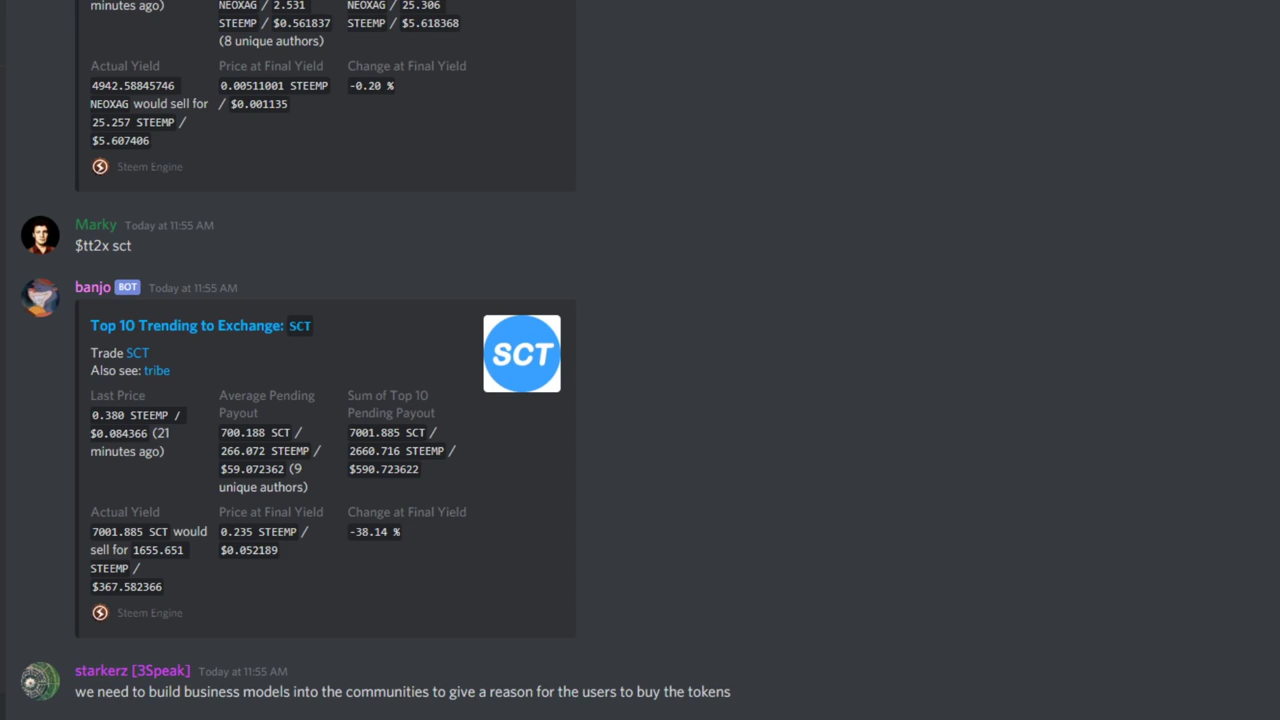 minutes ago)
NEOXAG / 2.531
STEEMP / $0.561837
(8 unique authors)
NEOXAG / 25.306
STEEMP / $5.618368
Actual Yield
4942.58845746
NEOXAG would sell for
25.257 STEEMP /
$5.607406
Price at Final Yield
0.00511001 STEEMP
/ $0.001135
Change at Final Yield
-0.20 %
Steem Engine
Marky Today at 11:55 AM
$tt2x sct
banjo BOT Today at 11:55 AM
Top 10 Trending to Exchange: SCT
SCT
Trade SCT
Also see: tribe
Last Price
0.380 STEEMP /
$0.084366 (21
minutes ago)
Average Pending
Payout
700.188 SCT /
266.072 STEEMP /
$59.072362 (9
unique authors)
Sum of Top 10
Pending Payout
7001.885 SCT /
2660.716 STEEMP /
$590.723622
Actual Yield
7001.885 SCT would
sell for 1655.651
STEEMP /
$367.582366
Price at Final Yield
0.235 STEEMP /
$0.052189
Change at Final Yield
-38.14 %
Steem Engine
starkerz [3Speak] Today at 11:55 AM
we need to build business models into the communities to give a reason for the users to buy the tokens